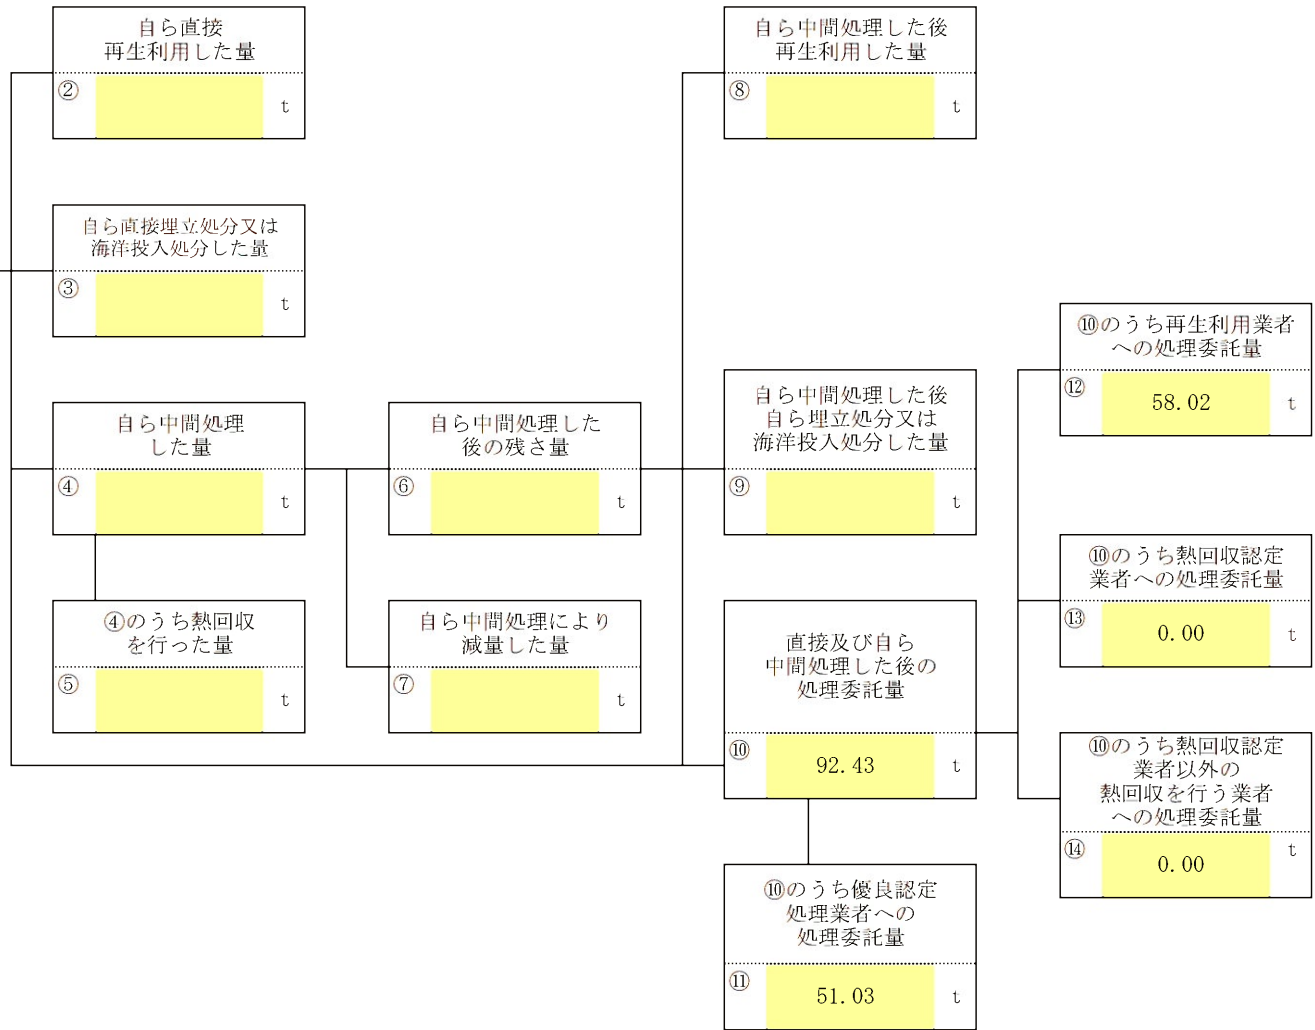 自ら直接
再生利用した量
②
t
自ら中間処理した後
再生利用した量
⑧
t
自ら直接埋立処分又は
海洋投入処分した量
③
t
⑩のうち再生利用業者
への処理委託量
⑫
58.02
t
自ら中間処理
した量
④
t
自ら中間処理した
後の残さ量
⑥
t
自ら中間処理した後
自ら埋立処分又は
海洋投入処分した量
⑨
t
⑩のうち熱回収認定
業者への処理委託量
⑬
0.00
t
④のうち熱回収
を行った量
⑤
t
自ら中間処理により
減量した量
⑦
t
直接及び自ら
中間処理した後の
処理委託量
⑩
92.43
t
⑩のうち熱回収認定
業者以外の
熱回収を行う業者
への処理委託量
⑭
0.00
t
⑩のうち優良認定
処理業者への
処理委託量
⑪
51.03
t